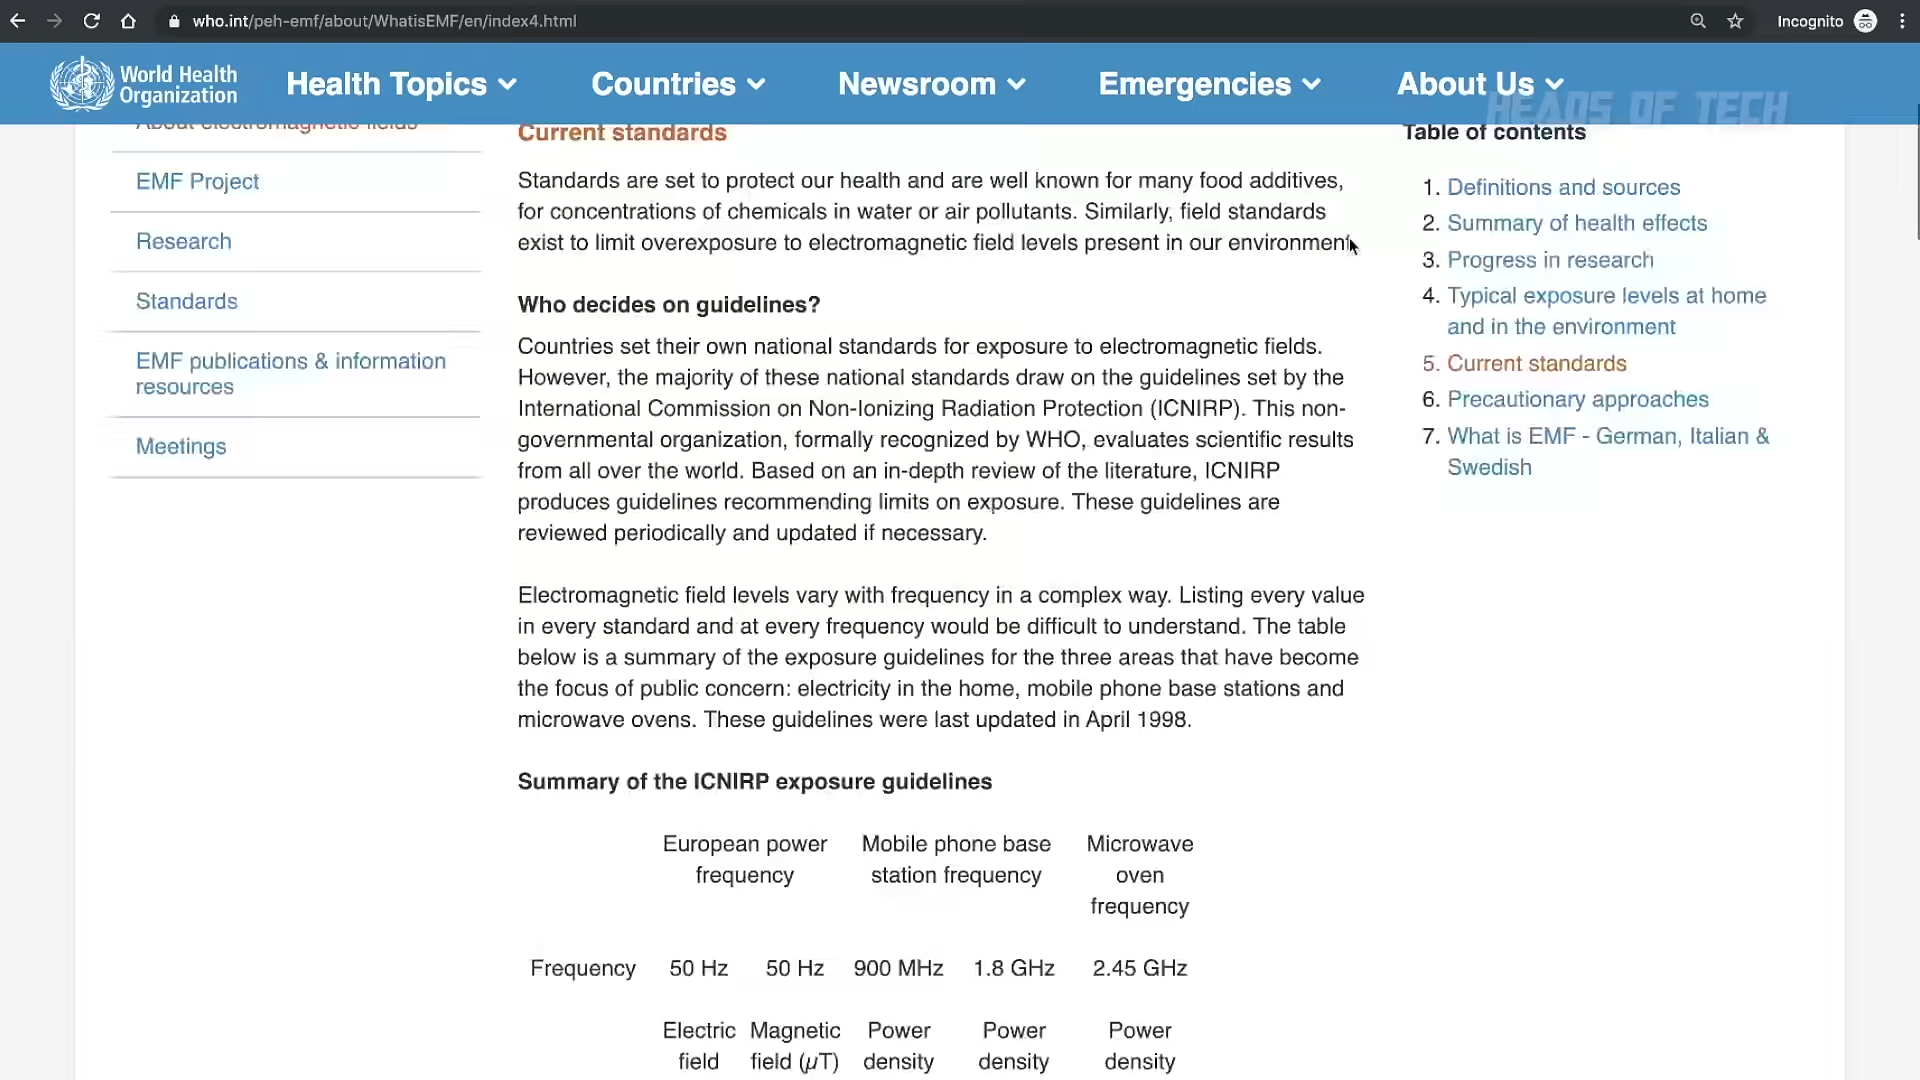 who.int/peh-emf/about/WhatisEMF/en/index4.html
Incognito
World Health
Organization
Health Topics
Countries
Newsroom
Emergencies
About Us
HEADS OF TECH
About electromagnetic fields
EMF Project
Research
Standards
EMF publications & information
resources
Meetings
Current standards
Standards are set to protect our health and are well known for many food additives,
for concentrations of chemicals in water or air pollutants. Similarly, field standards
exist to limit overexposure to electromagnetic field levels present in our environment
Who decides on guidelines?
Countries set their own national standards for exposure to electromagnetic fields.
However, the majority of these national standards draw on the guidelines set by the
International Commission on Non-Ionizing Radiation Protection (ICNIRP). This non-
governmental organization, formally recognized by WHO, evaluates scientific results
from all over the world. Based on an in-depth review of the literature, ICNIRP
produces guidelines recommending limits on exposure. These guidelines are
reviewed periodically and updated if necessary.
Electromagnetic field levels vary with frequency in a complex way. Listing every value
in every standard and at every frequency would be difficult to understand. The table
below is a summary of the exposure guidelines for the three areas that have become
the focus of public concern: electricity in the home, mobile phone base stations and
microwave ovens. These guidelines were last updated in April 1998.
Summary of the ICNIRP exposure guidelines
European power Mobile phone base Microwave
frequency station frequency oven
frequency
Frequency 50 Hz 50 Hz 900 MHz 1.8 GHz 2.45 GHz
Electric Magnetic Power Power Power
field field (µT) density density density
Table of contents
1. Definitions and sources
2. Summary of health effects
3. Progress in research
4. Typical exposure levels at home
and in the environment
5. Current standards
6. Precautionary approaches
7. What is EMF - German, Italian &
Swedish